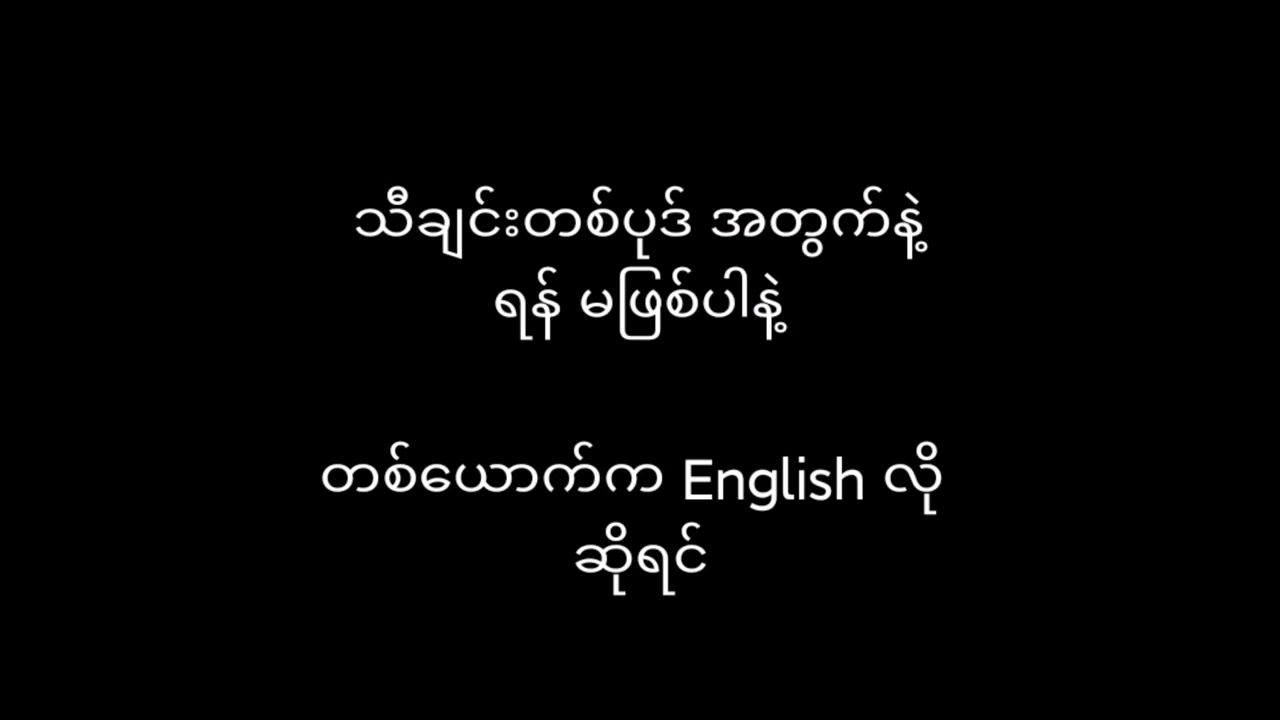 သီချင်းတစ်ပုဒ် အတွက်နဲ့
ရန် မဖြစ်ပါနဲ့
တစ်ယောက်က English လို
ဆိုရင်